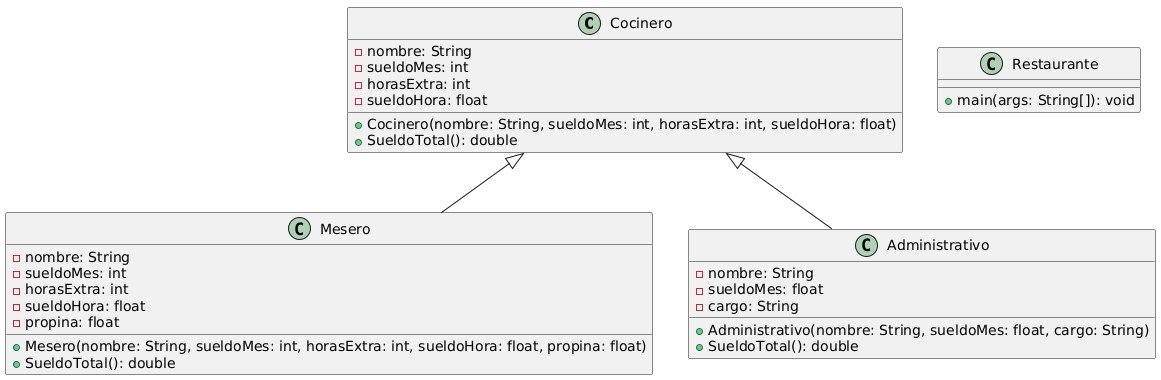 Cocinero
nombre: String
sueldoMes: int
horasExtra: int
sueldoHora: float
Cocinero(nombre: String, sueldoMes: int, horasExtra: int, sueldoHora: float)
SueldoTotal(): double
Restaurante
main(args: String[]): void
Mesero
nombre: String
sueldoMes: int
horasExtra: int
sueldoHora: float
propina: float
Mesero(nombre: String, sueldoMes: int, horasExtra: int, sueldoHora: float, propina: float)
SueldoTotal(): double
Administrativo
nombre: String
sueldoMes: float
cargo: String
Administrativo(nombre: String, sueldoMes: float, cargo: String)
SueldoTotal(): double